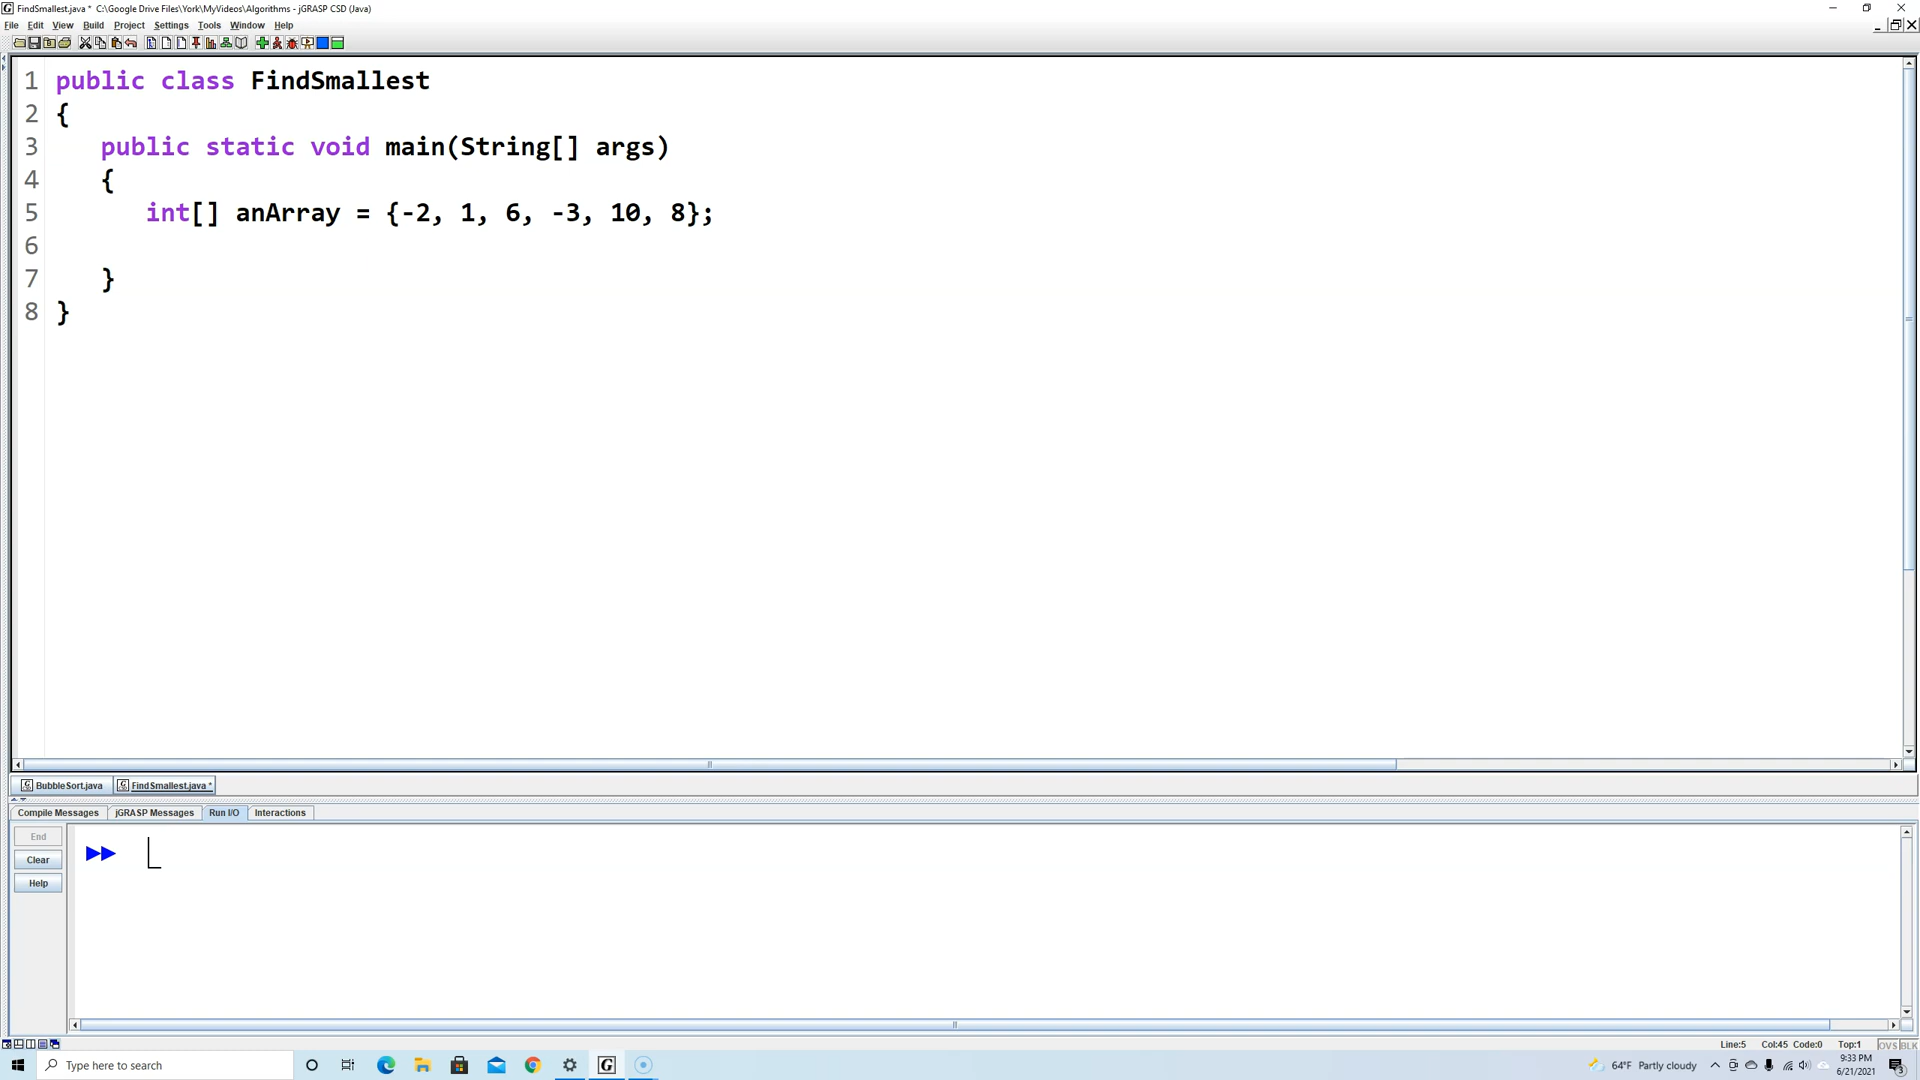 FindSmallest.java * C:\Google Drive Files\York\MyVideos\Algorithms - jGRASP CSD (Java)
File Edit View Build Project Settings Tools Window Help
1 public class FindSmallest
2 {
3 public static void main(String[] args)
4 {
5 int[] anArray = {-2, 1, 6, -3, 10, 8};
6
7 }
8 }
BubbleSort.java FindSmallest.java *
Compile Messages jGRASP Messages Run I/O Interactions
End
Clear
Help
Line:5 Col:45 Code:0 Top:1 OVS BLK
Type here to search
64°F Partly cloudy
9:33 PM
6/21/2021
3